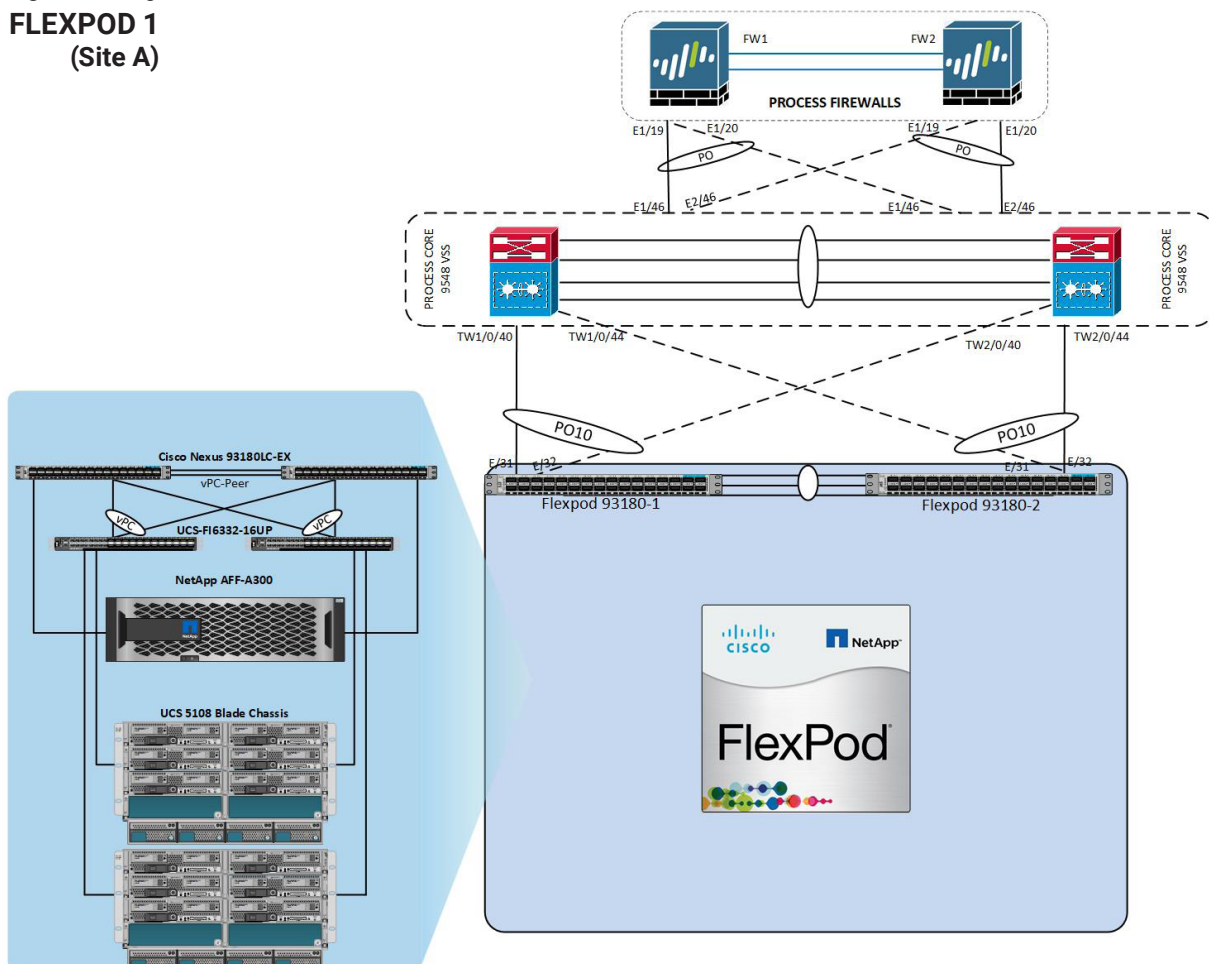 FLEXPOD 1
(Site A)
FW1
FW2
PROCESS FIREWALLS
E1/19
E1/20
E1/19
E1/20
PO
PO
E1/46
E2/46
E1/46
E2/46
PROCESS CORE
9548 VSS
PROCESS CORE
9548 VSS
TW1/0/40
TW1/0/44
TW2/0/40
TW2/0/44
PO10
PO10
E/31
E/32
E/31
E/32
Flexpod 93180-1
Flexpod 93180-2
Cisco Nexus 93180LC-EX
vPC-Peer
vPC
vPC
UCS-FI6332-16UP
NetApp AFF-A300
NetApp
UCS 5108 Blade Chassis
CISCO
NetApp
FlexPod